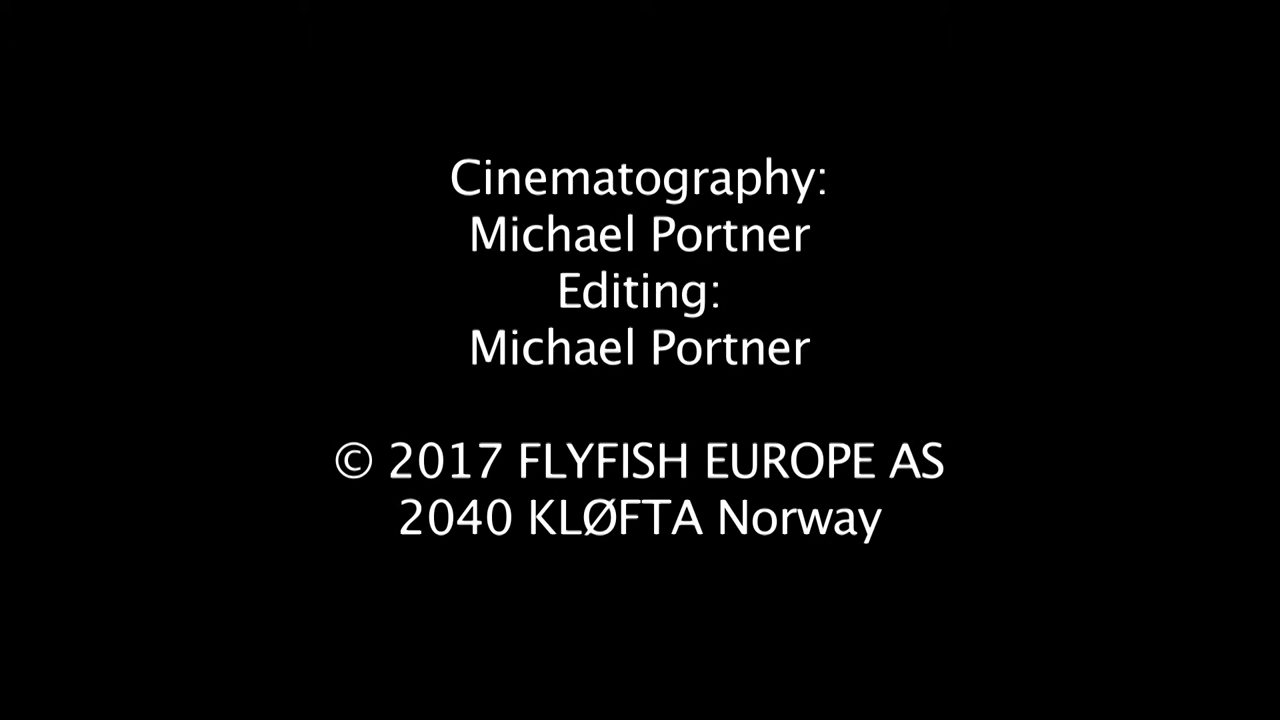 Cinematography:
Michael Portner
Editing:
Michael Portner
© 2017 FLYFISH EUROPE AS
2040 KLØFTA Norway